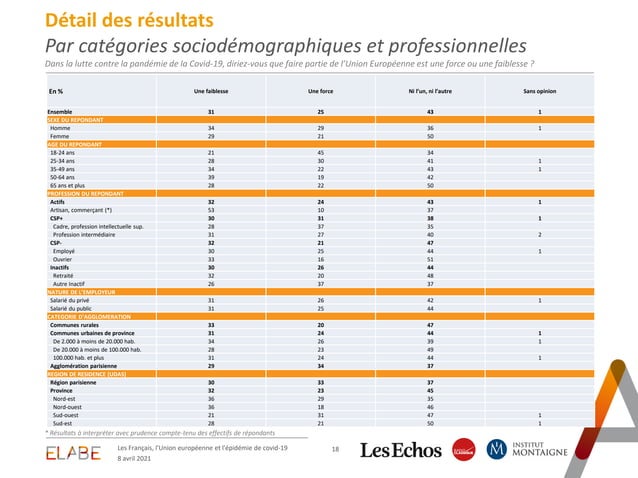 Détail des résultats
Par catégories sociodémographiques et professionnelles
Dans la lutte contre la pandémie de la Covid-19, diriez-vous que faire partie de l'Union Européenne est une force ou une faiblesse ?
En % Une faiblesse Une force Ni l'un, ni l'autre Sans opinion
Ensemble 31 25 43 1
SEXE DU REPONDANT
Homme 34 29 36 1
Femme 29 21 50
AGE DU REPONDANT
18-24 ans 21 45 34
25-34 ans 28 30 41 1
35-49 ans 34 22 43 1
50-64 ans 39 19 42
65 ans et plus 28 22 50
PROFESSION DU REPONDANT
Actifs 32 24 43 1
Artisan, commerçant (*) 53 10 37
CSP+ 30 31 38 1
Cadre, profession intellectuelle sup. 28 37 35
Profession intermédiaire 31 27 40 2
CSP- 32 21 47
Employé 30 25 44 1
Ouvrier 33 16 51
Inactifs 30 26 44
Retraité 32 20 48
Autre Inactif 26 37 37
NATURE DE L'EMPLOYEUR
Salarié du privé 31 26 42 1
Salarié du public 31 25 44
CATEGORIE D'AGGLOMERATION
Communes rurales 33 20 47
Communes urbaines de province 31 24 44 1
De 2.000 à moins de 20.000 hab. 34 26 39 1
De 20.000 à moins de 100.000 hab. 28 23 49
100.000 hab. et plus 31 24 44 1
Agglomération parisienne 29 34 37
REGION DE RESIDENCE (UDA5)
Région parisienne 30 33 37
Province 32 23 45
Nord-est 36 29 35
Nord-ouest 36 18 46
Sud-ouest 21 31 47 1
Sud-est 28 21 50 1
* Résultats à interpréter avec prudence compte-tenu des effectifs de répondants
ELABE
Les Français, l'Union européenne et l'épidémie de covid-19
8 avril 2021
18
Les Echos
RADIO CLASSIQUE
INSTITUT
MONTAIGNE